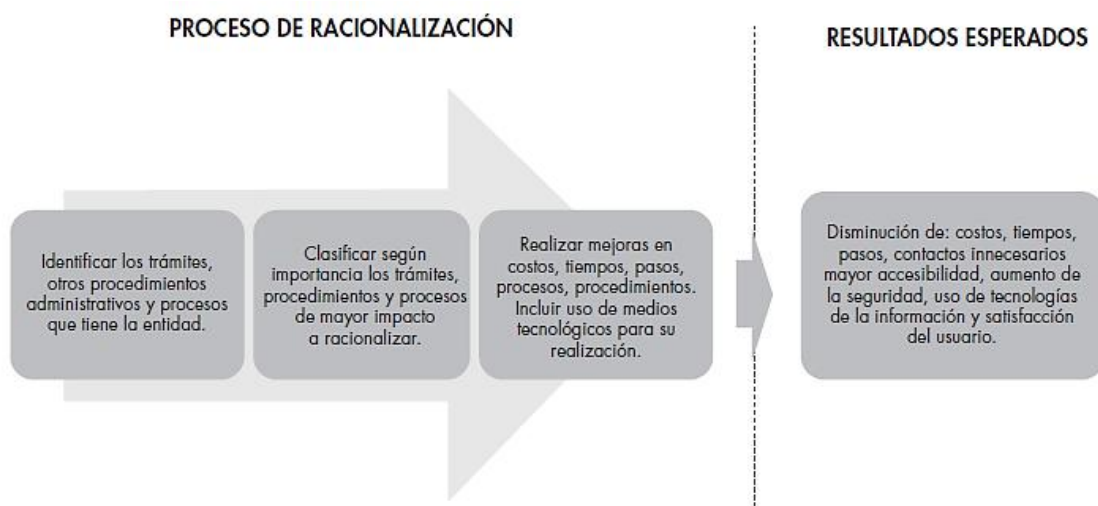 PROCESO DE RACIONALIZACIÓN
RESULTADOS ESPERADOS
Identificar los trámites,
otros procedimientos
administrativos y procesos
que tiene la entidad.
Clasificar según
importancia los trámites,
procedimientos y procesos
de mayor impacto
a racionalizar.
Realizar mejoras en
costos, tiempos, pasos,
procesos, procedimientos.
Incluir uso de medios
tecnológicos para su
realización.
Disminución de: costos, tiempos,
pasos, contactos innecesarios
mayor accesibilidad, aumento de
la seguridad, uso de tecnologías
de la información y satisfacción
del usuario.